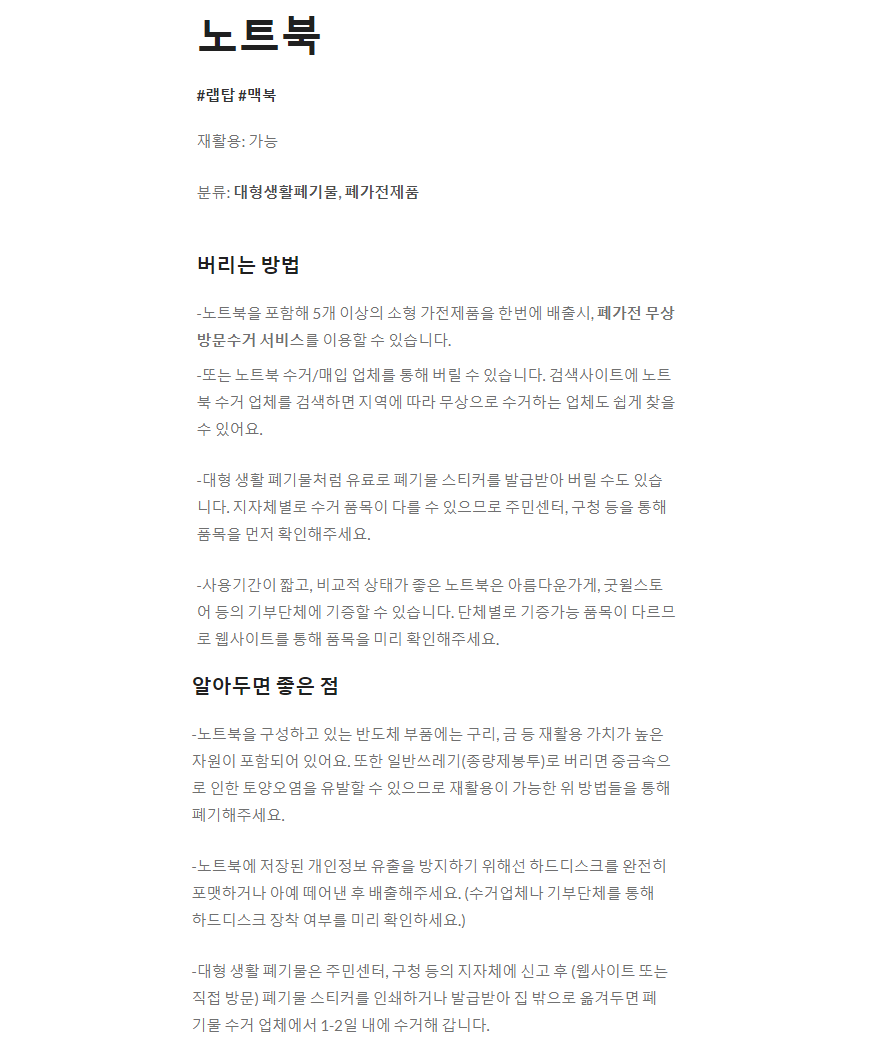 노트북
#랩탑 #맥북
재활용: 가능
분류: 대형생활폐기물, 폐가전제품
버리는 방법
-노트북을 포함해 5개 이상의 소형 가전제품을 한번에 배출시, 폐가전 무상
방문수거 서비스를 이용할 수 있습니다.
-또는 노트북 수거/매입 업체를 통해 버릴 수 있습니다. 검색사이트에 노트
북 수거 업체를 검색하면 지역에 따라 무상으로 수거하는 업체도 쉽게 찾을
수 있어요.
-대형 생활 폐기물처럼 유료로 폐기물 스티커를 발급받아 버릴 수도 있습
니다. 지자체별로 수거 품목이 다를 수 있으므로 주민센터, 구청 등을 통해
품목을 먼저 확인해주세요.
-사용기간이 짧고, 비교적 상태가 좋은 노트북은 아름다운가게, 굿윌스토
어 등의 기부단체에 기증할 수 있습니다. 단체별로 기증가능 품목이 다르므
로 웹사이트를 통해 품목을 미리 확인해주세요.
알아두면 좋은 점
-노트북을 구성하고 있는 반도체 부품에는 구리, 금 등 재활용 가치가 높은
자원이 포함되어 있어요. 또한 일반쓰레기(종량제봉투)로 버리면 중금속으
로 인한 토양오염을 유발할 수 있으므로 재활용이 가능한 위 방법들을 통해
폐기해주세요.
-노트북에 저장된 개인정보 유출을 방지하기 위해선 하드디스크를 완전히
포맷하거나 아예 떼어낸 후 배출해주세요. (수거업체나 기부단체를 통해
하드디스크 장착 여부를 미리 확인하세요.)
-대형 생활 폐기물은 주민센터, 구청 등의 지자체에 신고 후 (웹사이트 또는
직접 방문) 폐기물 스티커를 인쇄하거나 발급받아 집 밖으로 옮겨두면 폐
기물 수거 업체에서 1-2일 내에 수거해 갑니다.